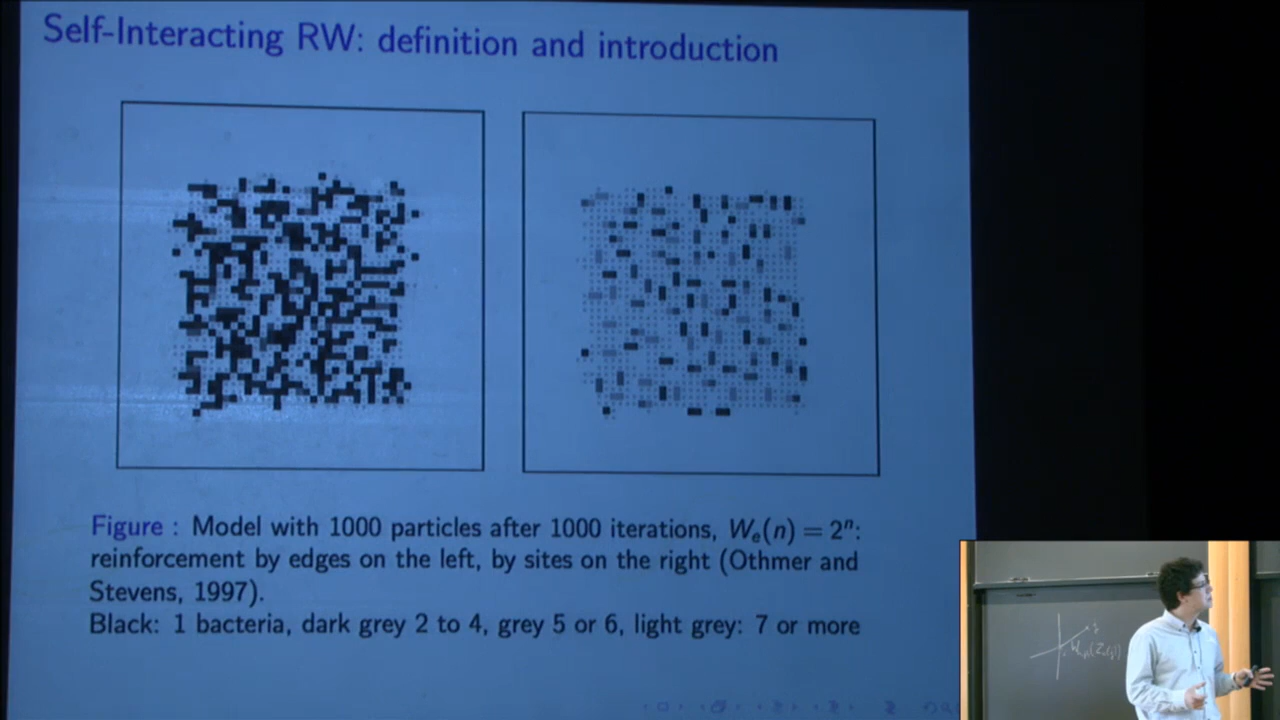 Self-Interacting RW: definition and introduction
Figure : Model with 1000 particles after 1000 iterations, Wₑ(n) = 2ⁿ:
reinforcement by edges on the left, by sites on the right (Othmer and
Stevens, 1997).
Black: 1 bacteria, dark grey 2 to 4, grey 5 or 6, light grey: 7 or more